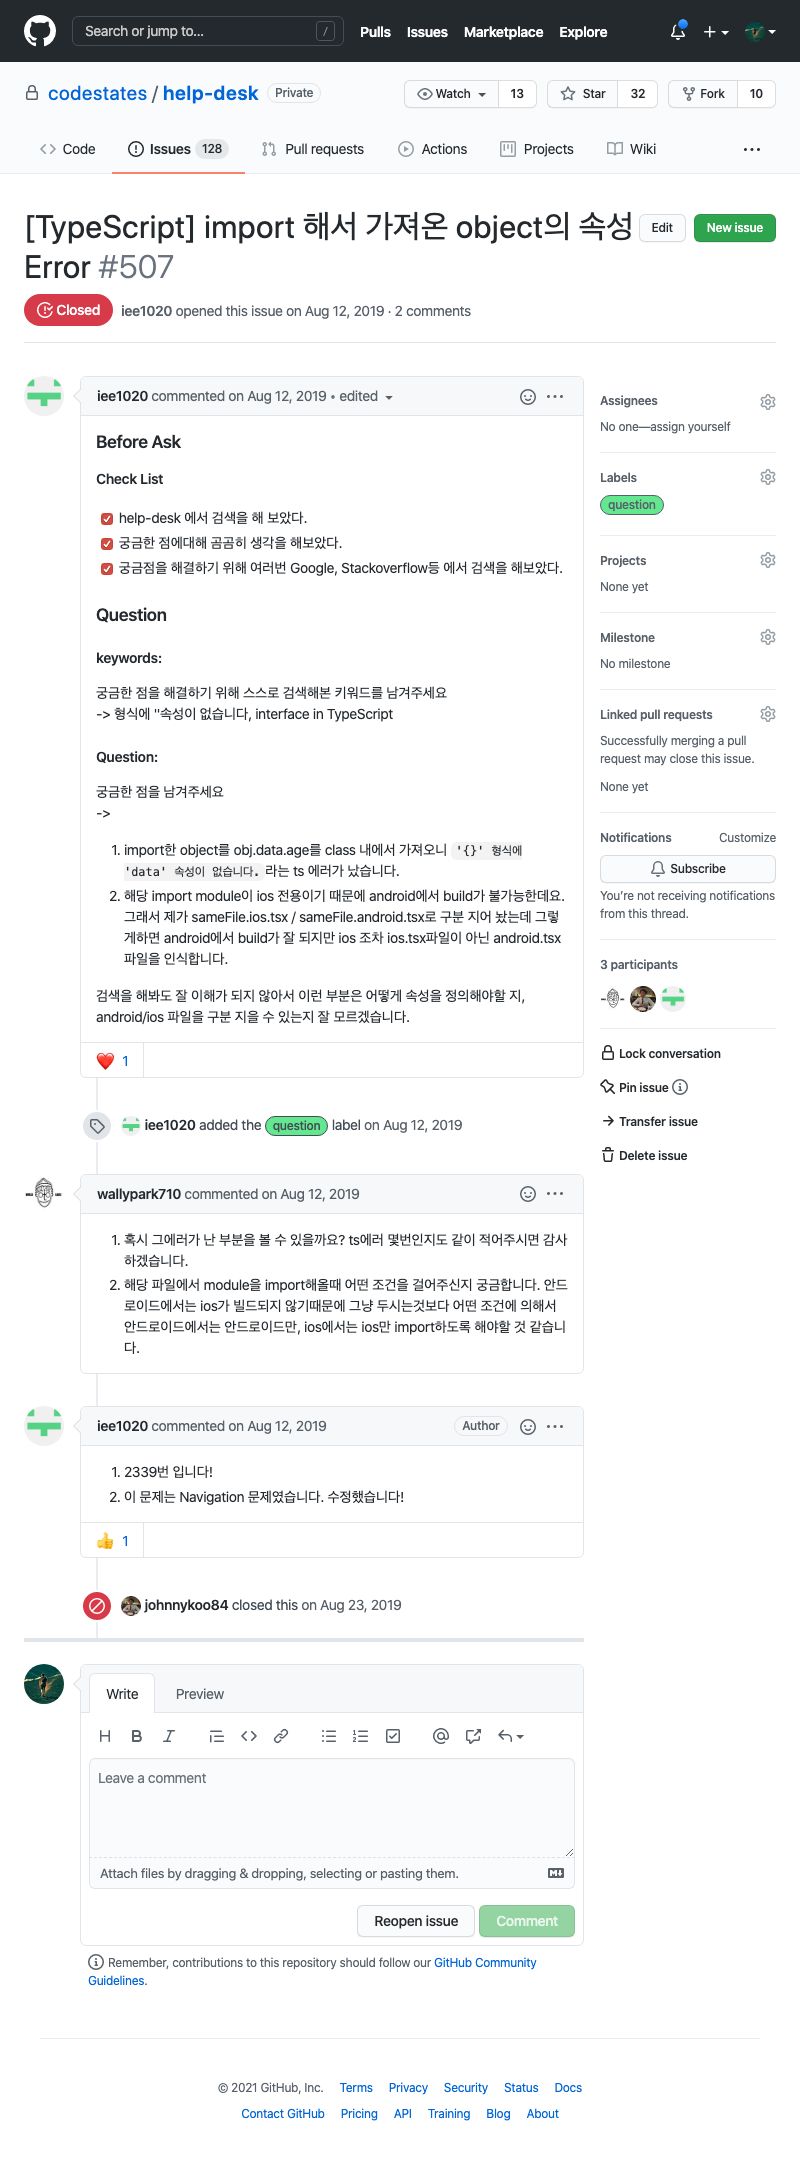 Search or jump to... /
Pulls Issues Marketplace Explore
codestates / help-desk Private
Watch 13 Star 32 Fork 10
Code Issues 128 Pull requests Actions Projects Wiki ...
[TypeScript] import 해서 가져온 object의 속성
Error #507
Edit New issue
Closed iee1020 opened this issue on Aug 12, 2019 · 2 comments
iee1020 commented on Aug 12, 2019 • edited
Before Ask
Check List
help-desk 에서 검색을 해 보았다.
궁금한 점에대해 곰곰히 생각을 해보았다.
궁금점을 해결하기 위해 여러번 Google, Stackoverflow등 에서 검색을 해보았다.
Question
keywords:
궁금한 점을 해결하기 위해 스스로 검색해본 키워드를 남겨주세요
-> 형식에 ''속성이 없습니다, interface in TypeScript
Question:
궁금한 점을 남겨주세요
->
1. import한 object를 obj.data.age를 class 내에서 가져오니 '{}' 형식에
'data' 속성이 없습니다. 라는 ts 에러가 났습니다.
2. 해당 import module이 ios 전용이기 때문에 android에서 build가 불가능한데요.
그래서 제가 sameFile.ios.tsx / sameFile.android.tsx로 구분 지어 놨는데 그렇
게하면 android에서 build가 잘 되지만 ios 조차 ios.tsx파일이 아닌 android.tsx
파일을 인식합니다.
검색을 해봐도 잘 이해가 되지 않아서 이런 부분은 어떻게 속성을 정의해야할 지,
android/ios 파일을 구분 지을 수 있는지 잘 모르겠습니다.
❤️ 1
iee1020 added the question label on Aug 12, 2019
wallypark710 commented on Aug 12, 2019
1. 혹시 그에러가 난 부분을 볼 수 있을까요? ts에러 몇번인지도 같이 적어주시면 감사
하겠습니다.
2. 해당 파일에서 module을 import해올때 어떤 조건을 걸어주신지 궁금합니다. 안드
로이드에서는 ios가 빌드되지 않기때문에 그냥 두시는것보다 어떤 조건에 의해서
안드로이드에서는 안드로이드만, ios에서는 ios만 import하도록 해야할 것 같습니
다.
iee1020 commented on Aug 12, 2019 Author
1. 2339번 입니다!
2. 이 문제는 Navigation 문제였습니다. 수정했습니다!
👍 1
johnnykoo84 closed this on Aug 23, 2019
Write Preview
H B I
Leave a comment
Attach files by dragging & dropping, selecting or pasting them.
Reopen issue Comment
Remember, contributions to this repository should follow our GitHub Community
Guidelines.
Assignees
No one—assign yourself
Labels
question
Projects
None yet
Milestone
No milestone
Linked pull requests
Successfully merging a pull
request may close this issue.
None yet
Notifications Customize
Subscribe
You're not receiving notifications
from this thread.
3 participants
Lock conversation
Pin issue
Transfer issue
Delete issue
© 2021 GitHub, Inc. Terms Privacy Security Status Docs
Contact GitHub Pricing API Training Blog About